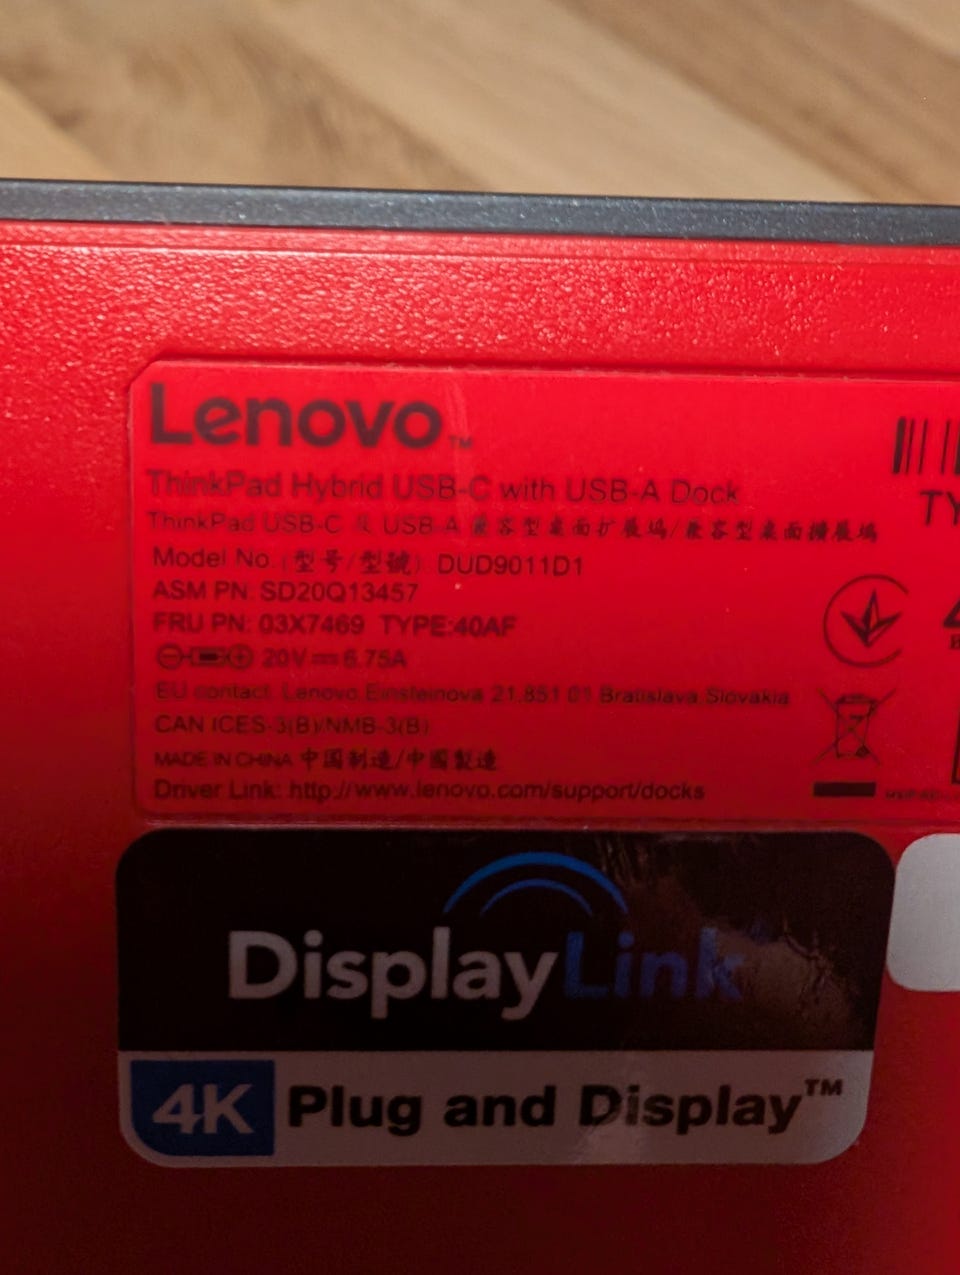 Lenovo™
ThinkPad Hybrid USB-C with USB-A Dock
ThinkPad USB-C 及 USB-A 兼容型桌面扩展坞/兼容型桌面擴展塢
Model No. (型号/型號) DUD9011D1
ASM PN: SD20Q13457
FRU PN: 03X7469 TYPE:40AF
20V 6.75A
EU contact: Lenovo.Einsteinova 21.851 01 Bratislava.Slovakia
CAN ICES-3(B)/NMB-3(B)
MADE IN CHINA 中国制造/中國製造
Driver Link: http://www.lenovo.com/support/docks
TY
DisplayLink
4K Plug and Display™